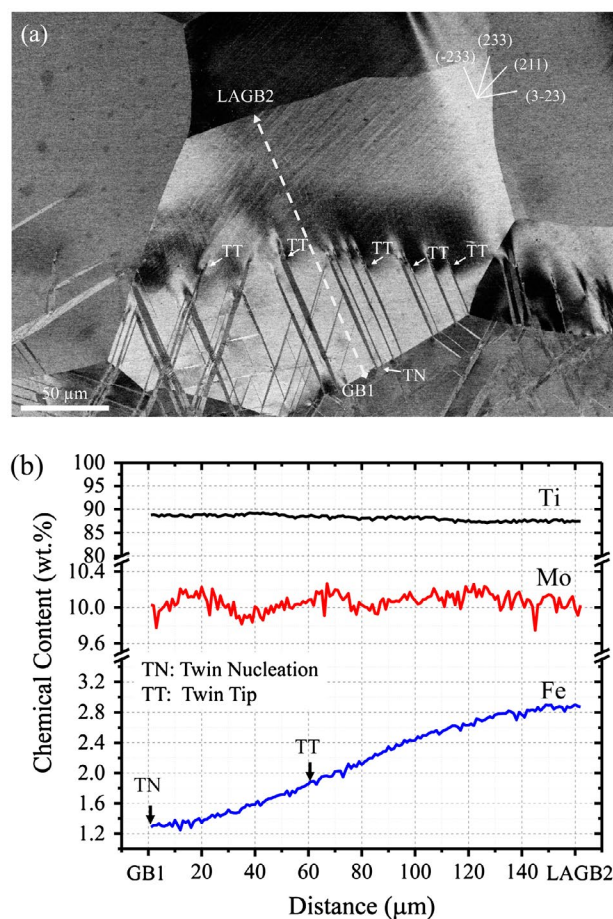 (a)
(233)
(-233)
(211)
(3-23)
LAGB2
TT
TT
TT
TT
TT
TN
GB1
50 µm
(b)
100
95
90
85
80
10.4
10.0
9.6
3.2
2.8
2.4
2.0
1.6
1.2
Chemical Content (wt.%)
Ti
Mo
TN: Twin Nucleation
TT: Twin Tip
Fe
TT
TN
GB1 20 40 60 80 100 120 140 LAGB2
Distance (µm)